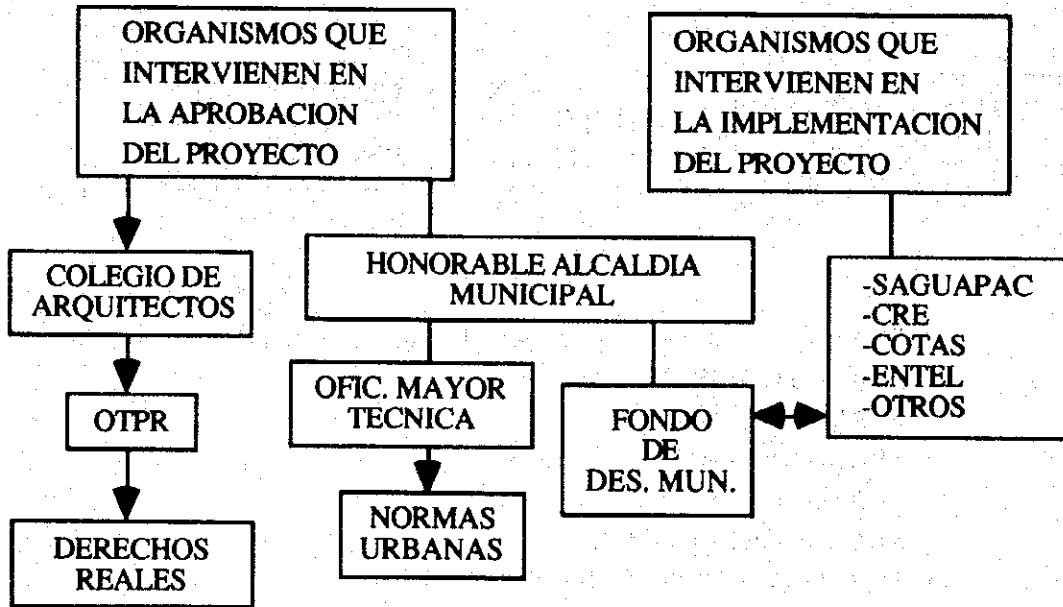 ORGANISMOS QUE
INTERVIENEN EN
LA APROBACION
DEL PROYECTO
ORGANISMOS QUE
INTERVIENEN EN
LA IMPLEMENTACION
DEL PROYECTO
COLEGIO DE
ARQUITECTOS
HONORABLE ALCALDIA
MUNICIPAL
-SAGUAPAC
-CRE
-COTAS
-ENTEL
-OTROS
OTPR
OFIC. MAYOR
TECNICA
FONDO
DE
DES. MUN.
DERECHOS
REALES
NORMAS
URBANAS